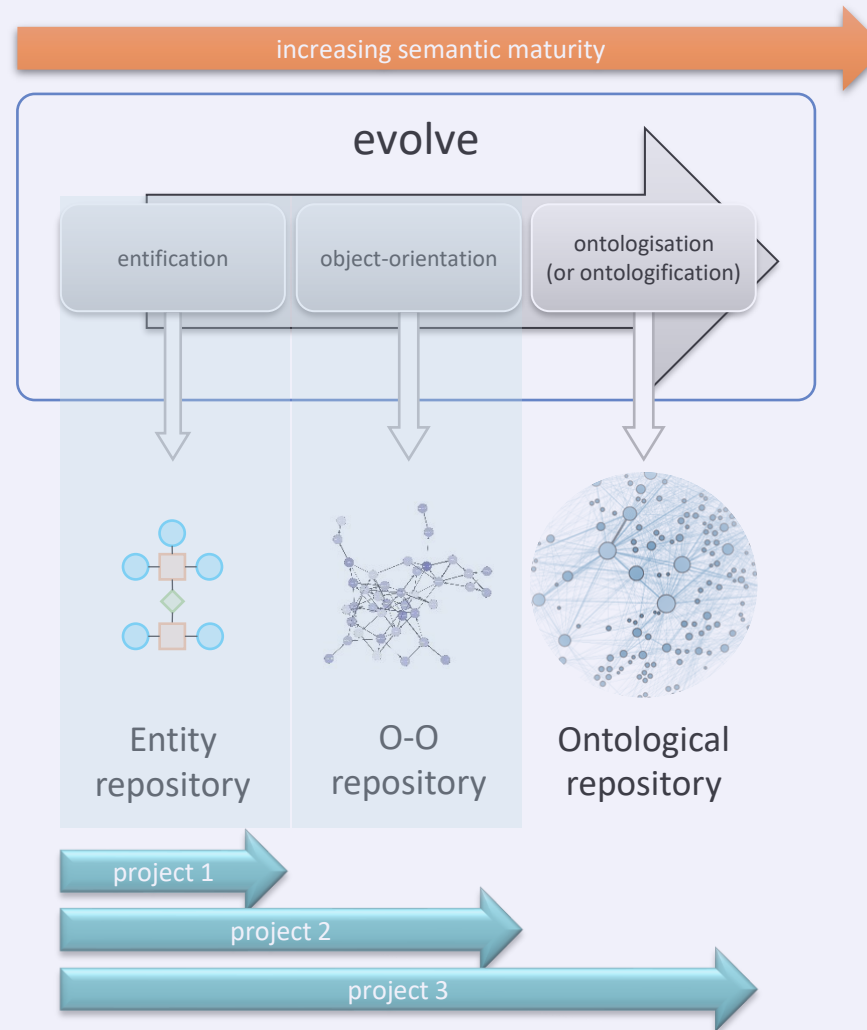 increasing semantic maturity
evolve
entification
object-orientation
ontologisation
(or ontologification)
Entity
repository
O-O
repository
Ontological
repository
project 1
project 2
project 3